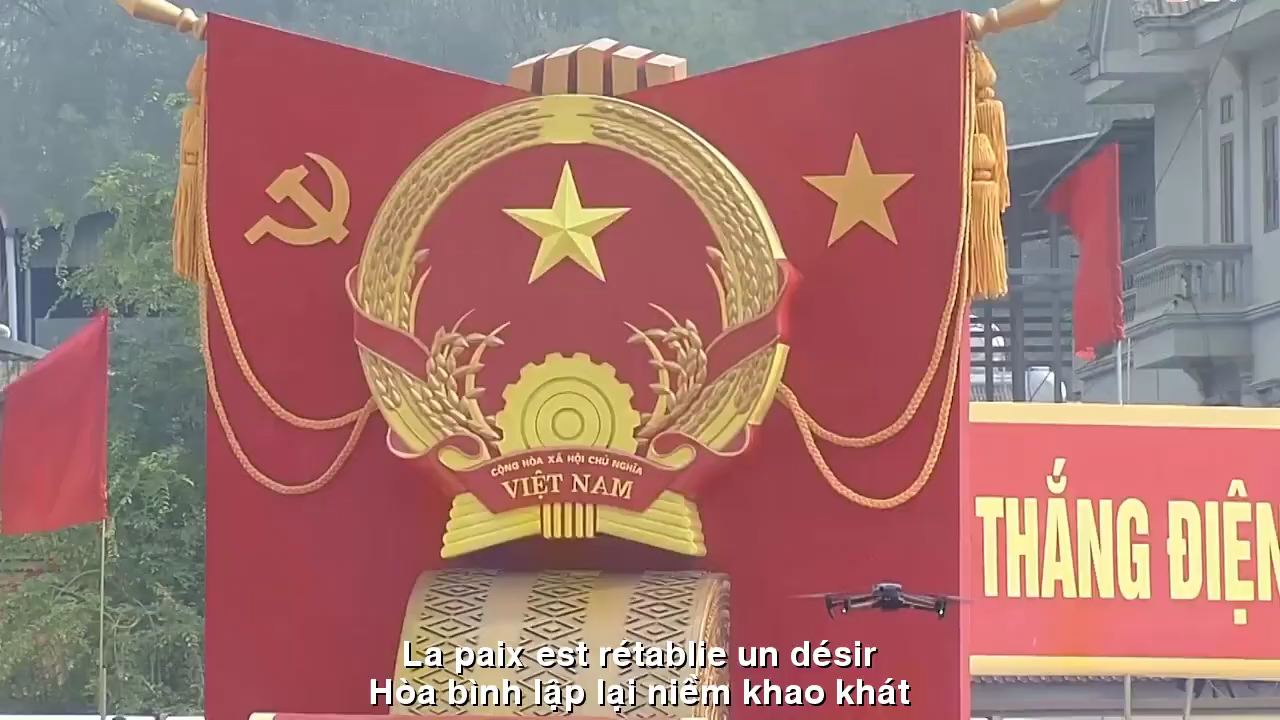 CỘNG HÒA XÃ HỘI CHỦ NGHĨA
VIỆT NAM
THẮNG ĐIỆN
La paix est rétablie un désir
Hòa bình lập lại niềm khao khát